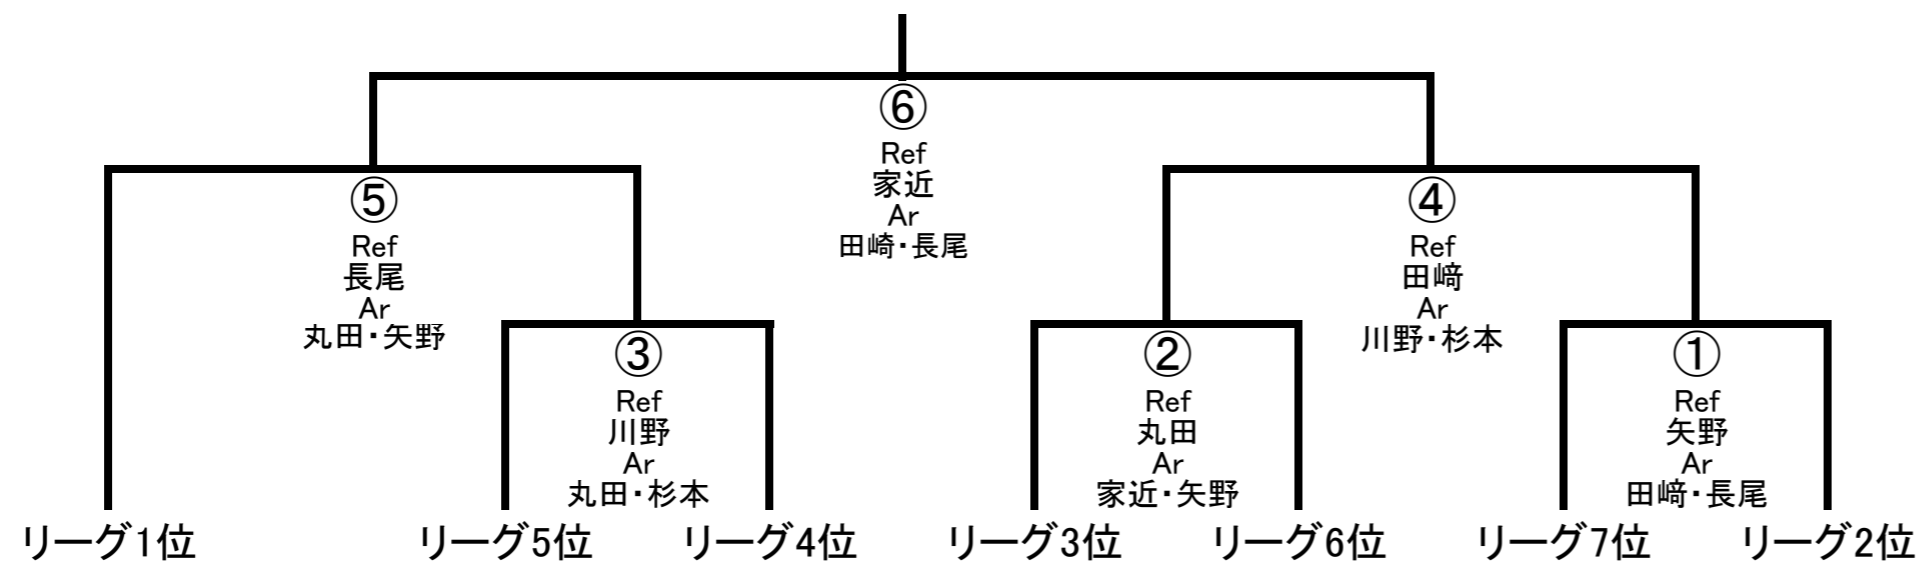 ⑥
Ref
家近
Ar
田崎・長尾
⑤
Ref
長尾
Ar
丸田・矢野
④
Ref
田﨑
Ar
川野・杉本
③
Ref
川野
Ar
丸田・杉本
②
Ref
丸田
Ar
家近・矢野
①
Ref
矢野
Ar
田﨑・長尾
リーグ1位
リーグ5位
リーグ4位
リーグ3位
リーグ6位
リーグ7位
リーグ2位